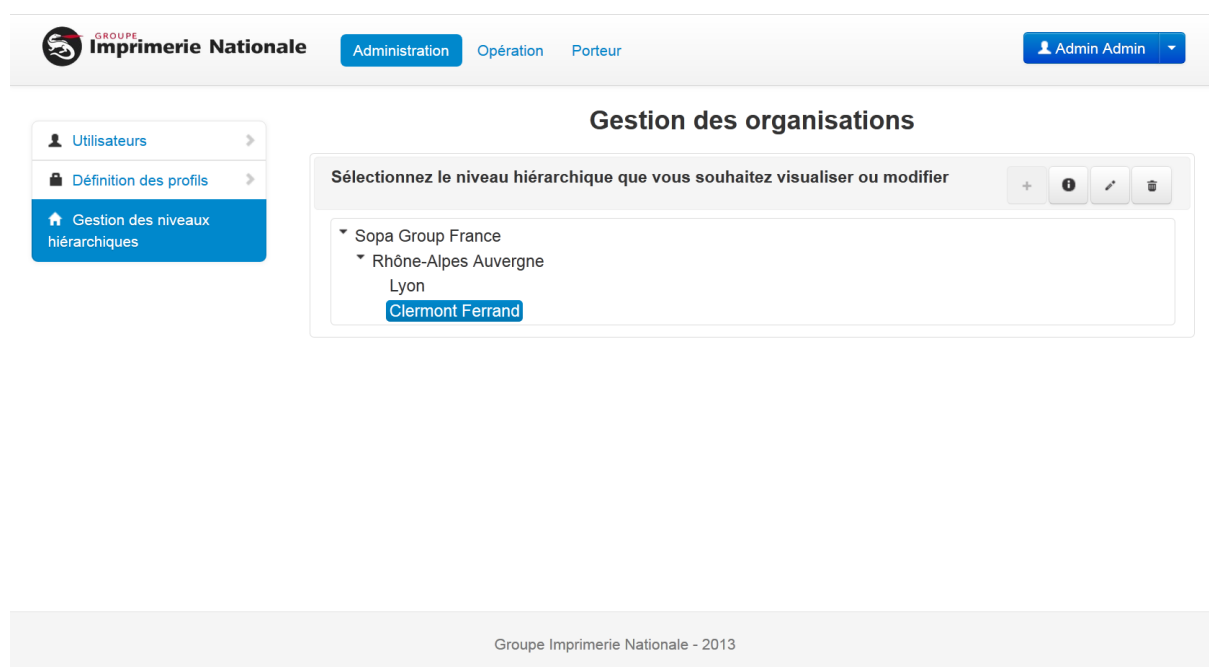 GROUPE
Imprimerie Nationale
Administration
Opération
Porteur
Admin Admin
Utilisateurs
Définition des profils
Gestion des niveaux
hiérarchiques
Gestion des organisations
Sélectionnez le niveau hiérarchique que vous souhaitez visualiser ou modifier
Sopa Group France
Rhône-Alpes Auvergne
Lyon
Clermont Ferrand
Groupe Imprimerie Nationale - 2013